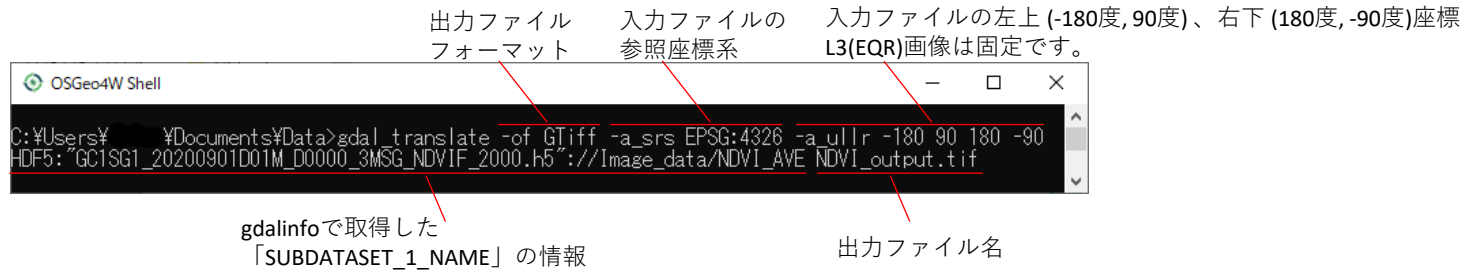 出力ファイル
フォーマット
入力ファイルの
参照座標系
入力ファイルの左上 (-180度, 90度) 、右下 (180度, -90度)座標
L3(EQR)画像は固定です。
OSGeo4W Shell
C:¥Users¥ ¥Documents¥Data>gdal_translate -of GTiff -a_srs EPSG:4326 -a_ullr -180 90 180 -90
HDF5:"GC1SG1_20200901D01M_D0000_3MSG_NDVIF_2000.h5"://Image_data/NDVI_AVE NDVI_output.tif
gdalinfoで取得した
「SUBDATASET_1_NAME」の情報
出力ファイル名